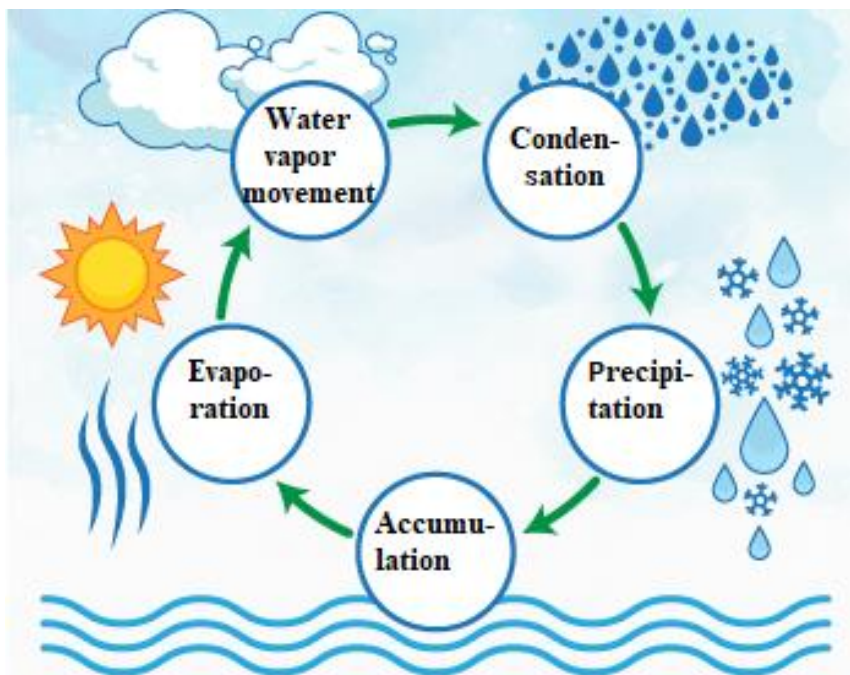 Water
vapor
movement
Conden-
sation
Evapo-
ration
Precipi-
tation
Accumu-
lation